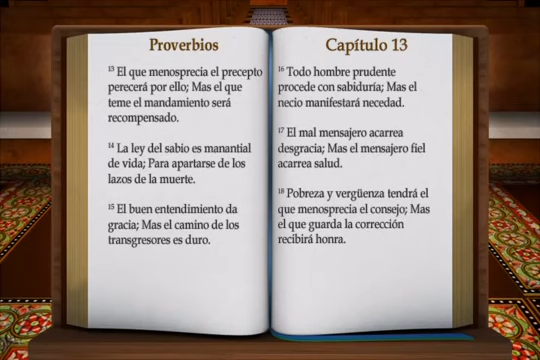 Proverbios
13 El que menosprecia el precepto
perecerá por ello; Mas el que
teme el mandamiento será
recompensado.
14 La ley del sabio es manantial
de vida; Para apartarse de los
lazos de la muerte.
15 El buen entendimiento da
gracia; Mas el camino de los
transgresores es duro.
Capítulo 13
16 Todo hombre prudente
procede con sabiduría; Mas el
necio manifestará necedad.
17 El mal mensajero acarrea
desgracia; Mas el mensajero fiel
acarrea salud.
18 Pobreza y vergüenza tendrá el
que menosprecia el consejo; Mas
el que guarda la corrección
recibirá honra.